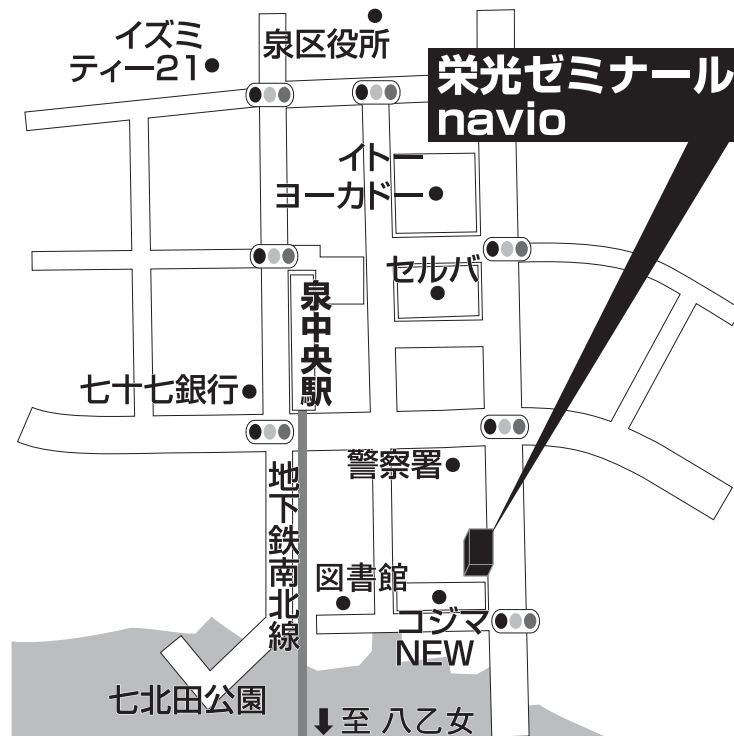 イズミ
ティー21
泉区役所
栄光ゼミナール
navio
イトー
ヨーカドー
セルバ
泉中央駅
七十七銀行
警察署
地下鉄南北線
図書館
コジマ
NEW
七北田公園
↓至 八乙女